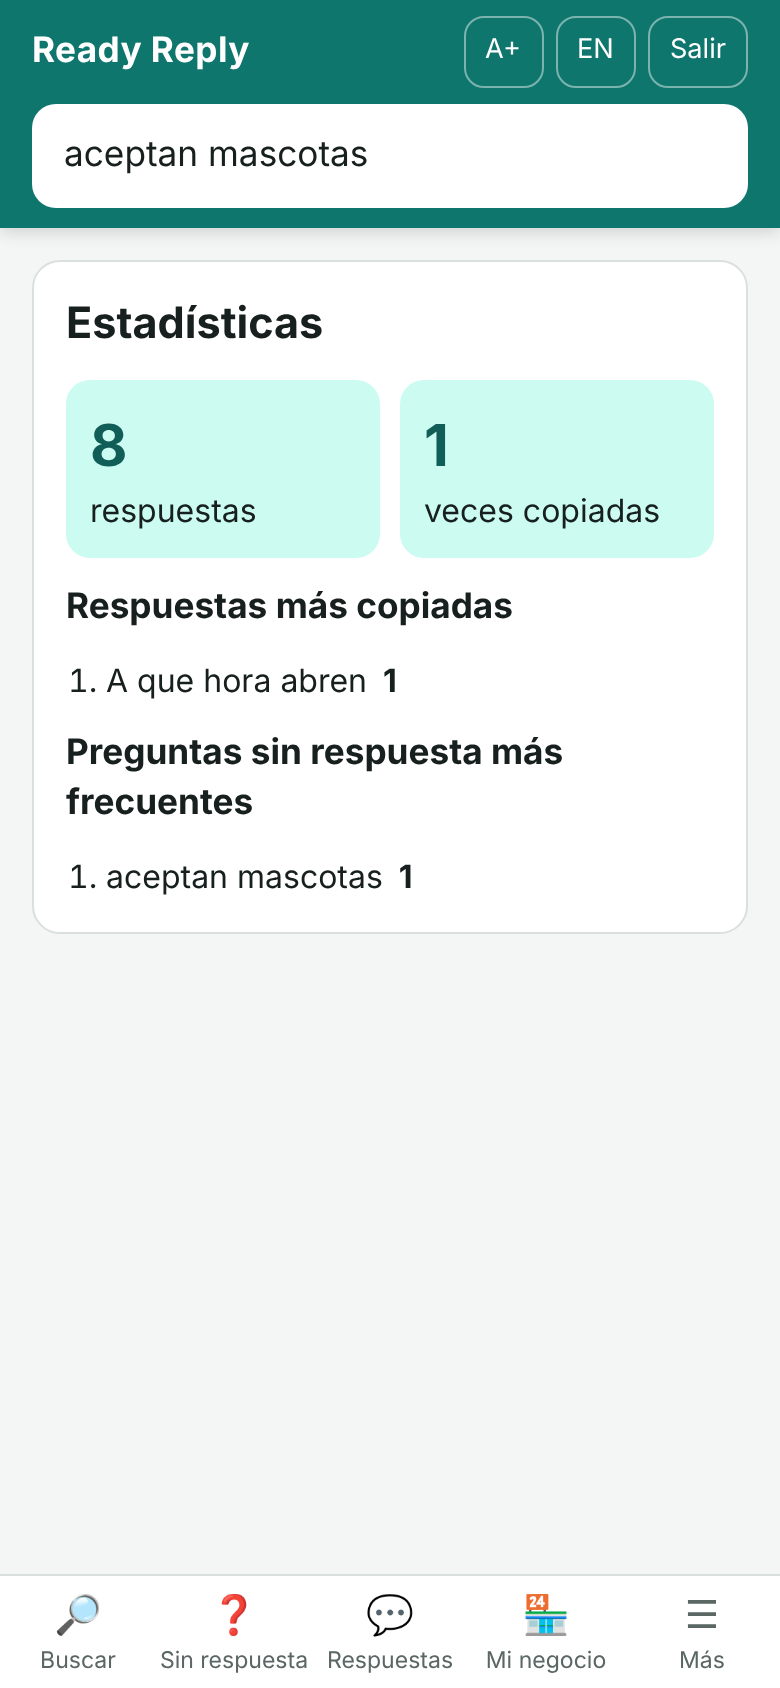 Ready Reply
A+
EN
Salir
aceptan mascotas
Estadísticas
8
respuestas
1
veces copiadas
Respuestas más copiadas
1. A que hora abren 1
Preguntas sin respuesta más
frecuentes
1. aceptan mascotas 1
24
Buscar
Sin respuesta
Respuestas
Mi negocio
Más